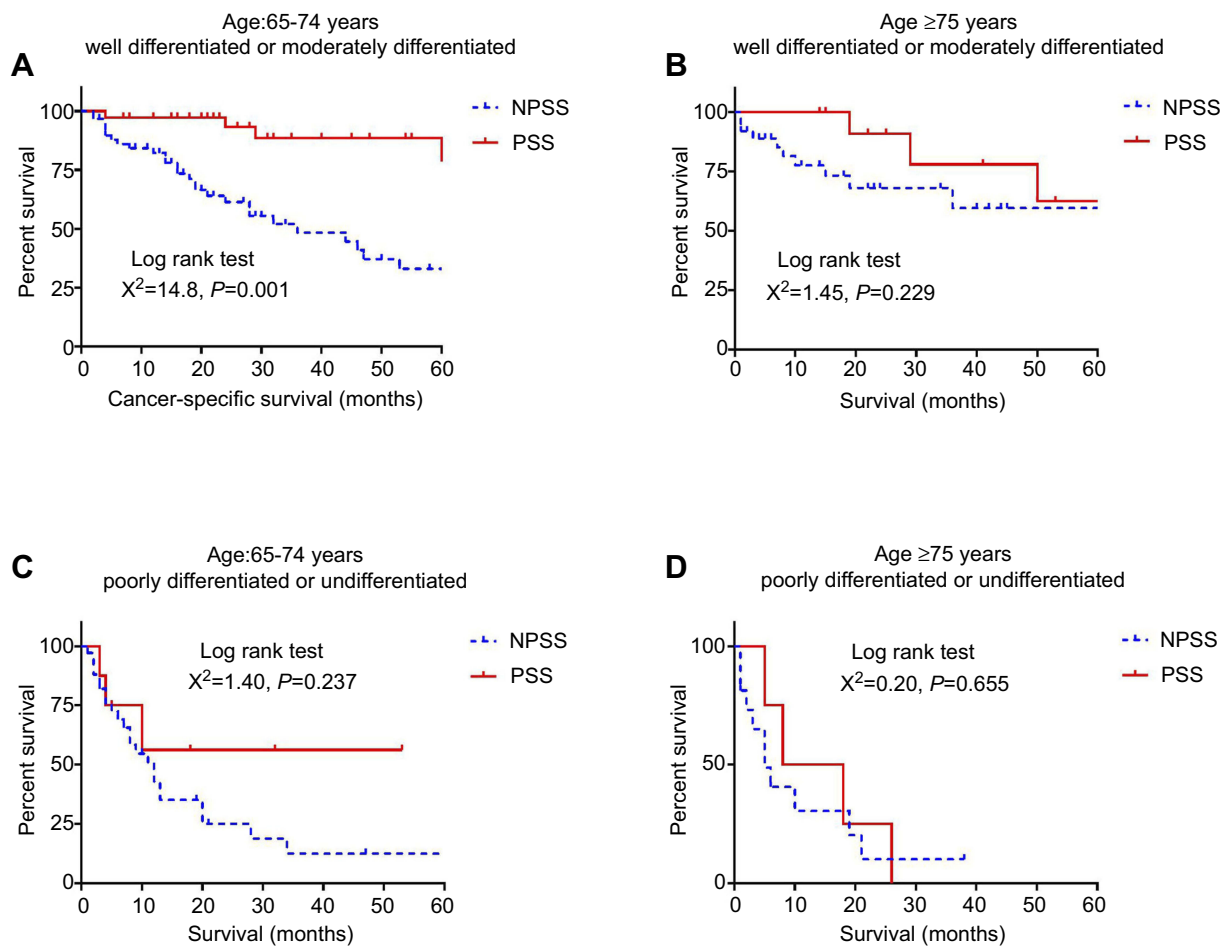 A
Age:65-74 years
well differentiated or moderately differentiated
NPSS
PSS
Percent survival
100
75
50
25
0
Log rank test
X²=14.8, P=0.001
0 10 20 30 40 50 60
Cancer-specific survival (months)
B
Age ≥75 years
well differentiated or moderately differentiated
NPSS
PSS
Percent survival
100
75
50
25
0
Log rank test
X²=1.45, P=0.229
0 10 20 30 40 50 60
Survival (months)
C
Age:65-74 years
poorly differentiated or undifferentiated
NPSS
PSS
Percent survival
100
75
50
25
0
Log rank test
X²=1.40, P=0.237
0 10 20 30 40 50 60
Survival (months)
D
Age ≥75 years
poorly differentiated or undifferentiated
NPSS
PSS
Percent survival
100
50
0
Log rank test
X²=0.20, P=0.655
0 20 40 60
Survival (months)